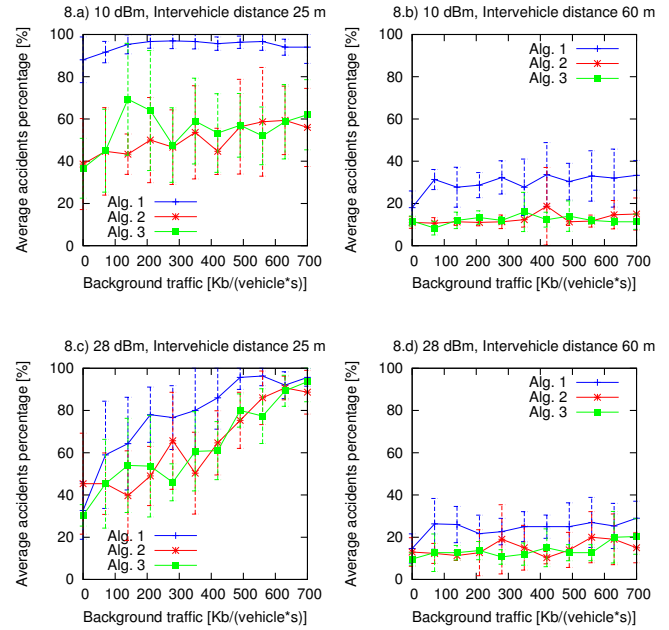 8.a) 10 dBm, Intervehicle distance 25 m
Average accidents percentage [%]
100
80
60
40
20
0
Alg. 1
Alg. 2
Alg. 3
0 100 200 300 400 500 600 700
Background traffic [Kb/(vehicle*s)]
8.b) 10 dBm, Intervehicle distance 60 m
Average accidents percentage [%]
100
80
60
40
20
0
Alg. 1
Alg. 2
Alg. 3
0 100 200 300 400 500 600 700
Background traffic [Kb/(vehicle*s)]
8.c) 28 dBm, Intervehicle distance 25 m
Average accidents percentage [%]
100
80
60
40
20
0
Alg. 1
Alg. 2
Alg. 3
0 100 200 300 400 500 600 700
Background traffic [Kb/(vehicle*s)]
8.d) 28 dBm, Intervehicle distance 60 m
Average accidents percentage [%]
100
80
60
40
20
0
Alg. 1
Alg. 2
Alg. 3
0 100 200 300 400 500 600 700
Background traffic [Kb/(vehicle*s)]